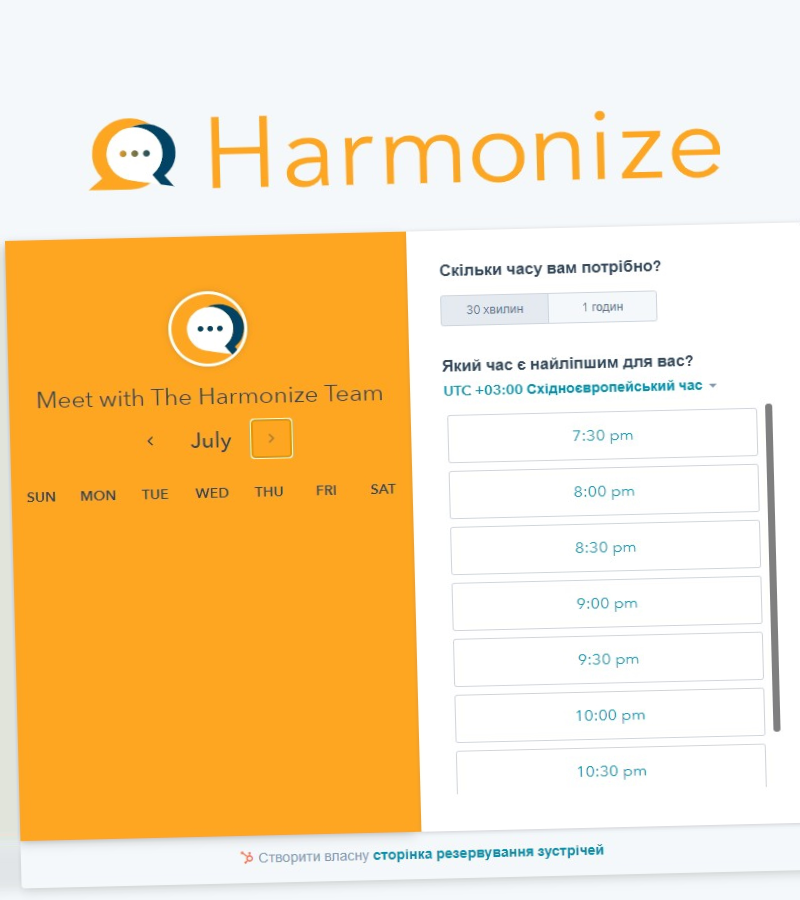 Harmonize
Meet with The Harmonize Team
July
SUN MON TUE WED THU FRI SAT
Скільки часу вам потрібно?
30 хвилин 1 годин
Який час є найліпшим для вас?
UTC +03:00 Східноєвропейський час
7:30 pm
8:00 pm
8:30 pm
9:00 pm
9:30 pm
10:00 pm
10:30 pm
Створити власну сторінка резервування зустрічей